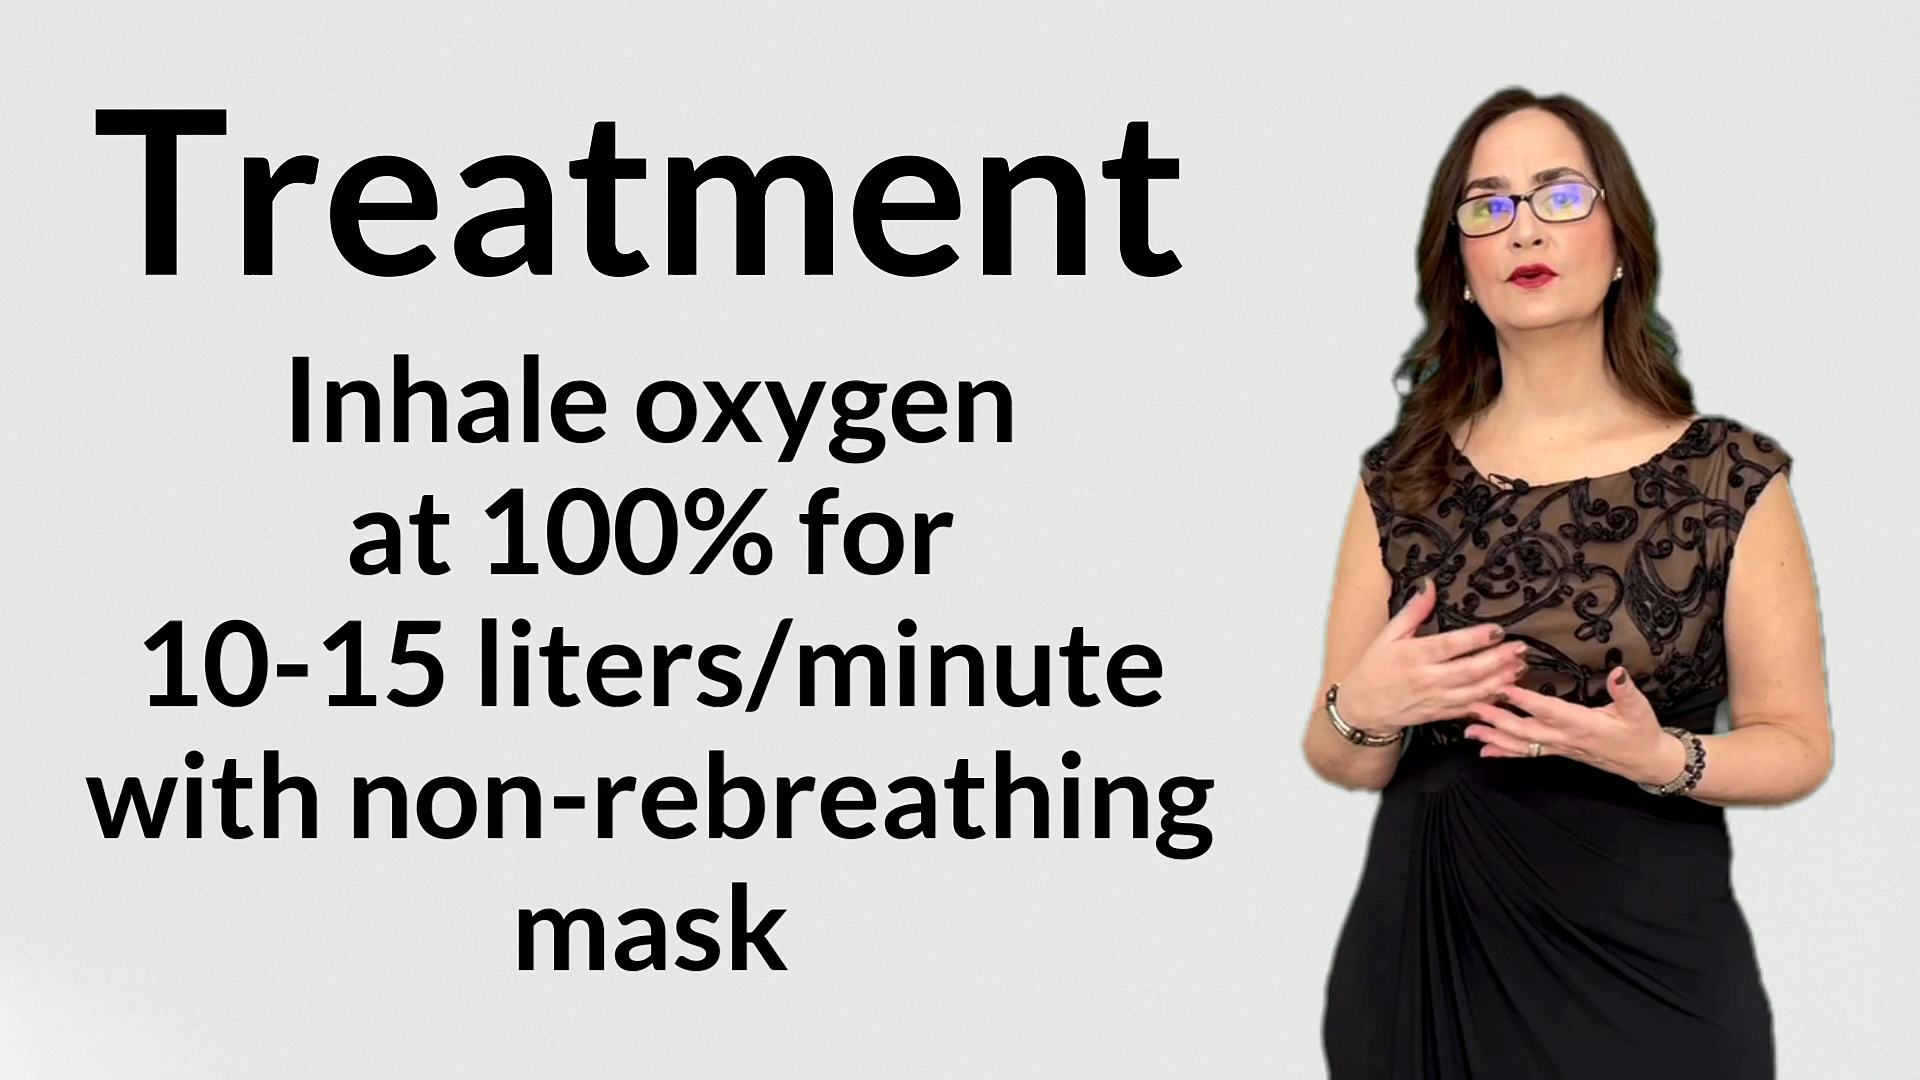 Treatment
Inhale oxygen
at 100% for
10-15 liters/minute
with non-rebreathing
mask